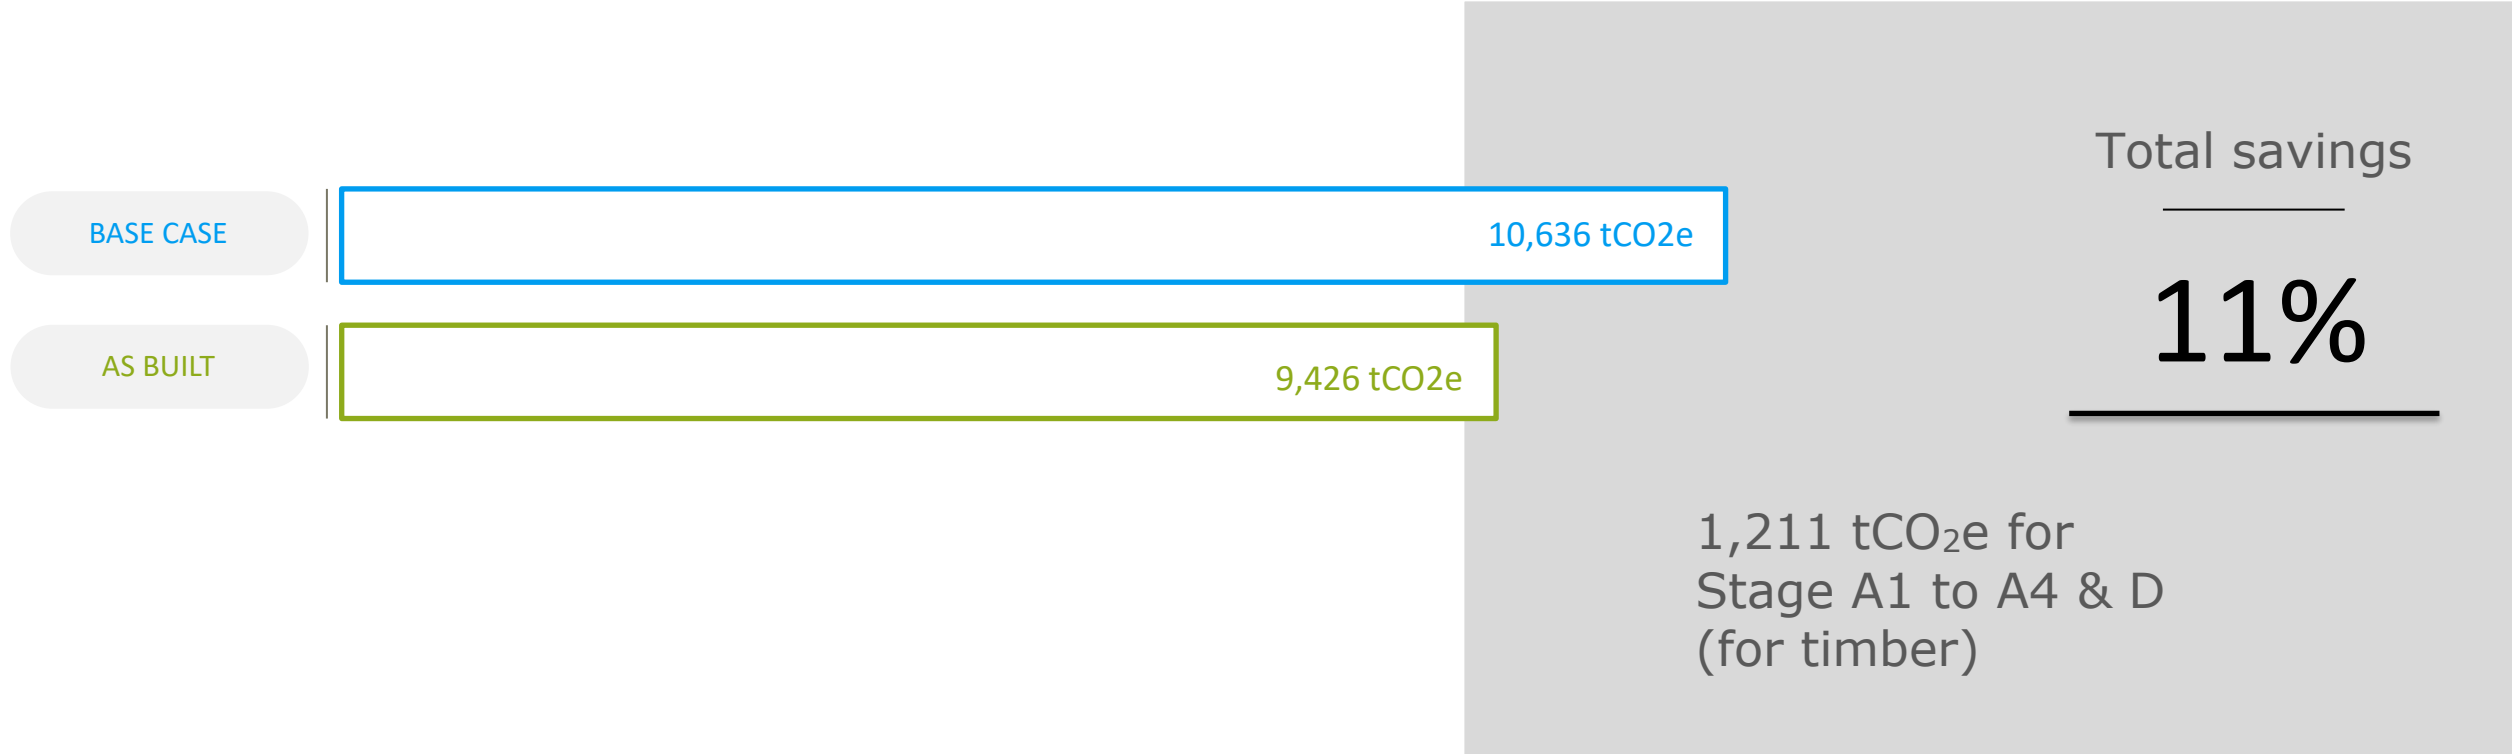 Total savings
BASE CASE
10,636 tCO2e
11%
AS BUILT
9,426 tCO2e
1,211 tCO₂e for
Stage A1 to A4 & D
(for timber)